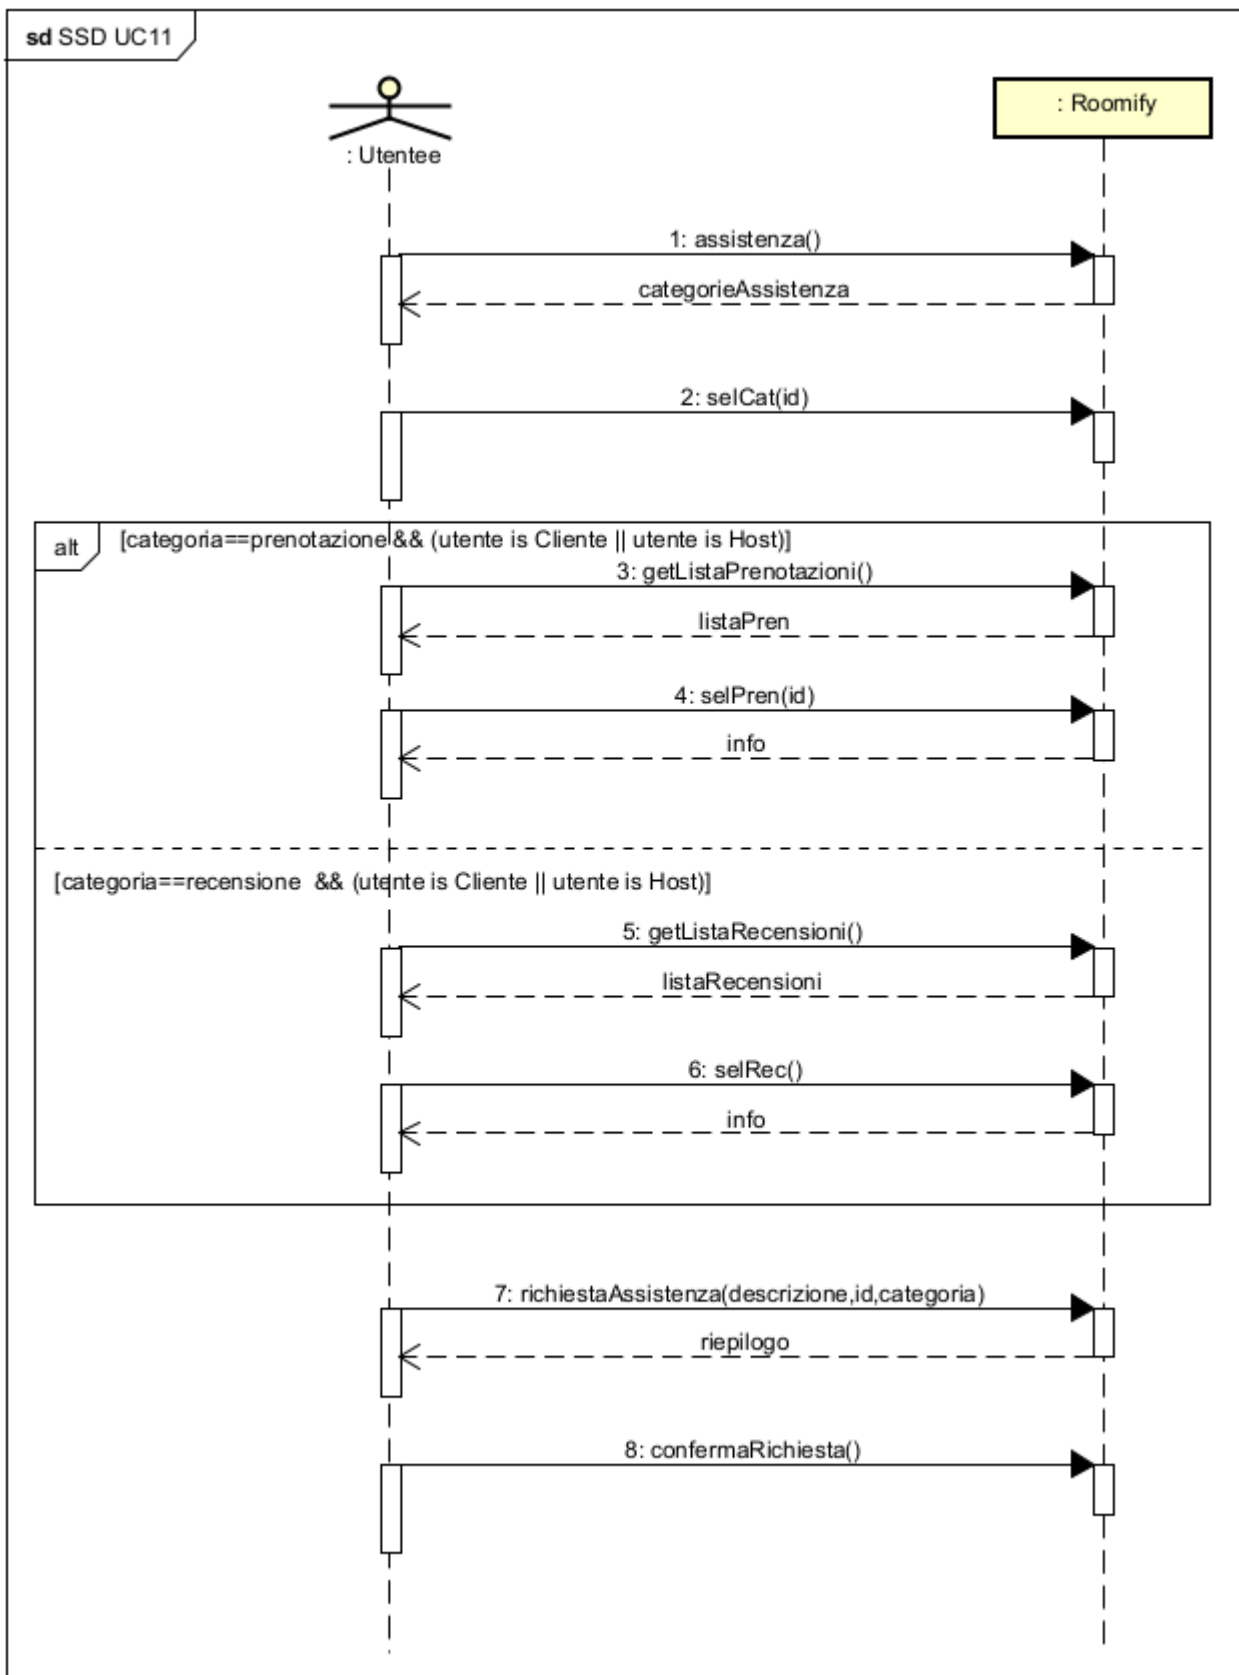 sd SSD UC11
: Utentee
: Roomify
1: assistenza()
categorieAssistenza
2: selCat(id)
alt
[categoria==prenotazione && (utente is Cliente || utente is Host)]
3: getListaPrenotazioni()
listaPren
4: selPren(id)
info
[categoria==recensione && (utente is Cliente || utente is Host)]
5: getListaRecensioni()
listaRecensioni
6: selRec()
info
7: richiestaAssistenza(descrizione,id,categoria)
riepilogo
8: confermaRichiesta()